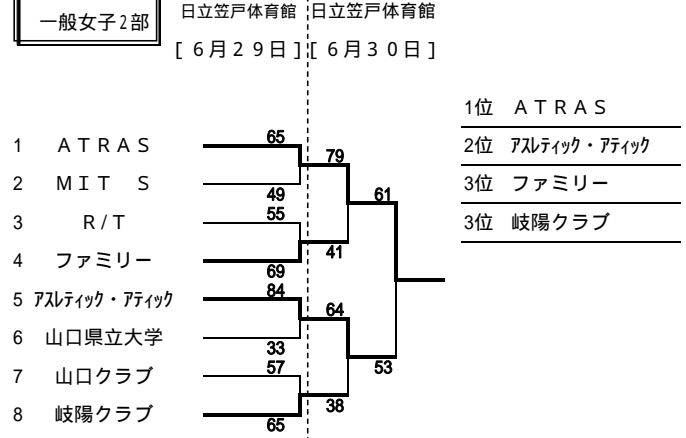 一般女子2部
日立笠戸体育館 日立笠戸体育館
[６月２９日] [６月３０日]
1位 ＡＴＲＡＳ
2位 ｱｽﾚﾃｨｯｸ・ｱﾃｨｯｸ
3位 ファミリー
3位 岐陽クラブ
1 ＡＴＲＡＳ 65
79
2 ＭＩＴ Ｓ 49
61
3 Ｒ/Ｔ 55
41
4 ファミリー 69
5 ｱｽﾚﾃｨｯｸ・ｱﾃｨｯｸ 84
64
6 山口県立大学 33
53
7 山口クラブ 57
38
8 岐陽クラブ 65